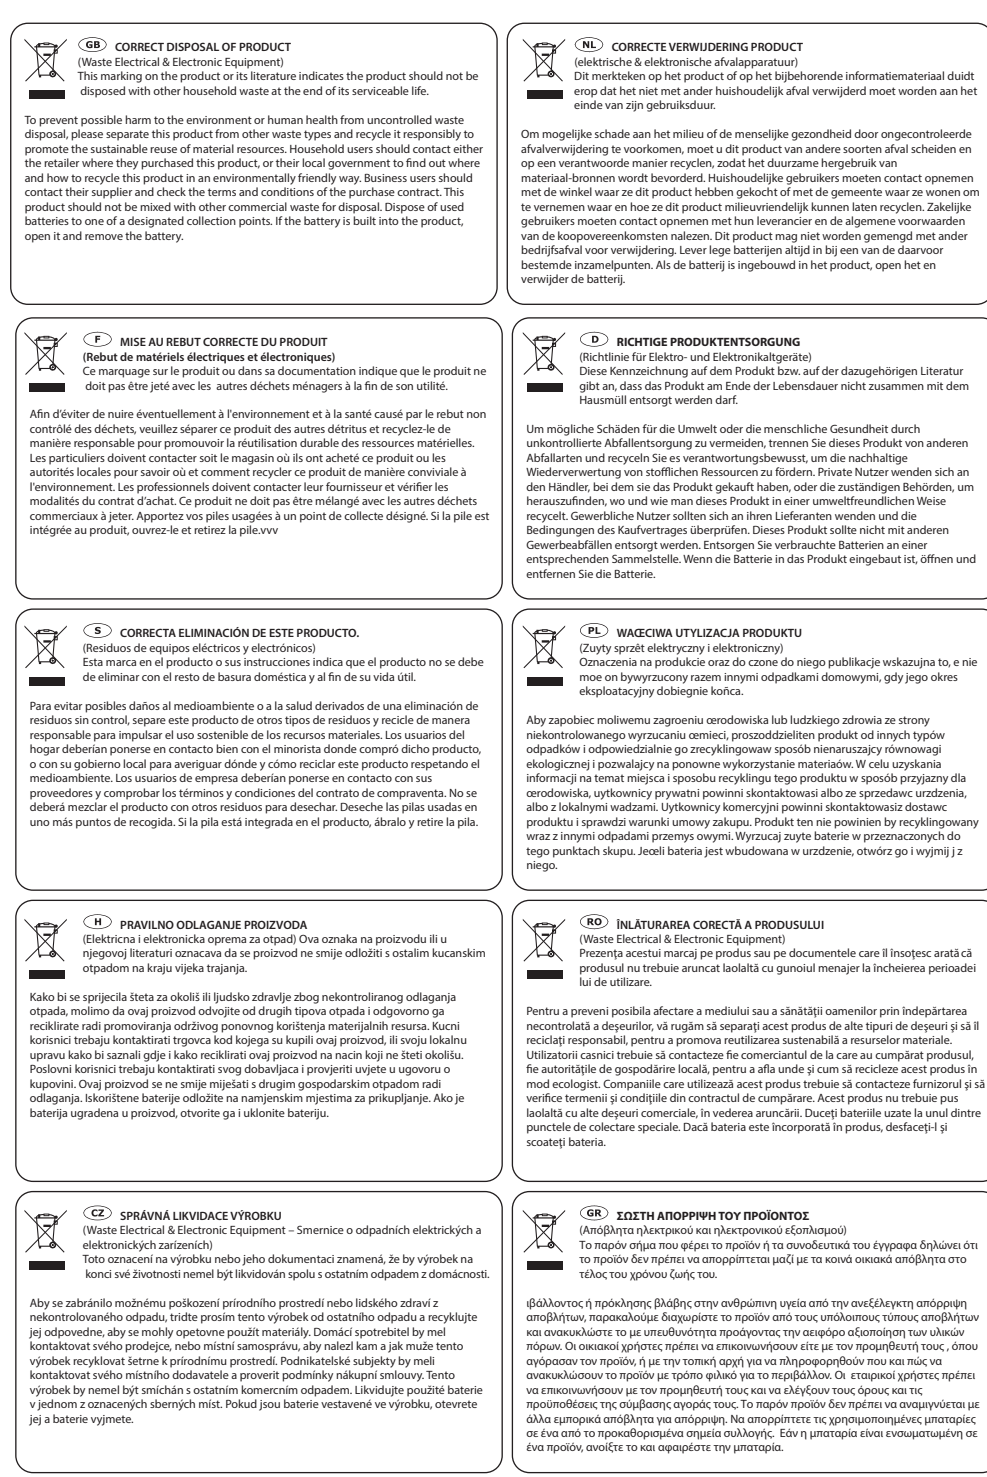 GB CORRECT DISPOSAL OF PRODUCT
(Waste Electrical & Electronic Equipment)
This marking on the product or its literature indicates the product should not be
disposed with other household waste at the end of its serviceable life.
To prevent possible harm to the environment or human health from uncontrolled waste
disposal, please separate this product from other waste types and recycle it responsibly to
promote the sustainable reuse of material resources. Household users should contact either
the retailer where they purchased this product, or their local government to find out where
and how to recycle this product in an environmentally friendly way. Business users should
contact their supplier and check the terms and conditions of the purchase contract. This
product should not be mixed with other commercial waste for disposal. Dispose of used
batteries to one of a designated collection points. If the battery is built into the product,
open it and remove the battery.
NL CORRECTE VERWIJDERING PRODUCT
(elektrische & elektronische afvalapparatuur)
Dit merkteken op het product of op het bijbehorende informatiemateriaal duidt
erop dat het niet met ander huishoudelijk afval verwijderd moet worden aan het
einde van zijn gebruiksduur.
Om mogelijke schade aan het milieu of de menselijke gezondheid door ongecontroleerde
afvalverwijdering te voorkomen, moet u dit product van andere soorten afval scheiden en
op een verantwoorde manier recyclen, zodat het duurzame hergebruik van
materiaal-bronnen wordt bevorderd. Huishoudelijke gebruikers moeten contact opnemen
met de winkel waar ze dit product hebben gekocht of met de gemeente waar ze wonen om
te vernemen waar en hoe ze dit product milieuvriendelijk kunnen laten recyclen. Zakelijke
gebruikers moeten contact opnemen met hun leverancier en de algemene voorwaarden
van de koopovereenkomsten nalezen. Dit product mag niet worden gemengd met ander
bedrijfsafval voor verwijdering. Lever lege batterijen altijd in bij een van de daarvoor
bestemde inzamelpunten. Als de batterij is ingebouwd in het product, open het en
verwijder de batterij.
F MISE AU REBUT CORRECTE DU PRODUIT
(Rebut de matériels électriques et électroniques)
Ce marquage sur le produit ou dans sa documentation indique que le produit ne
doit pas être jeté avec les autres déchets ménagers à la fin de son utilité.
Afin d'éviter de nuire éventuellement à l'environnement et à la santé causé par le rebut non
contrôlé des déchets, veuillez séparer ce produit des autres détritus et recyclez-le de
manière responsable pour promouvoir la réutilisation durable des ressources matérielles.
Les particuliers doivent contacter soit le magasin où ils ont acheté ce produit ou les
autorités locales pour savoir où et comment recycler ce produit de manière conviviale à
l'environnement. Les professionnels doivent contacter leur fournisseur et vérifier les
modalités du contrat d'achat. Ce produit ne doit pas être mélangé avec les autres déchets
commerciaux à jeter. Apportez vos piles usagées à un point de collecte désigné. Si la pile est
intégrée au produit, ouvrez-le et retirez la pile.vvv
D RICHTIGE PRODUKTENTSORGUNG
(Richtlinie für Elektro- und Elektronikaltgeräte)
Diese Kennzeichnung auf dem Produkt bzw. auf der dazugehörigen Literatur
gibt an, dass das Produkt am Ende der Lebensdauer nicht zusammen mit dem
Hausmüll entsorgt werden darf.
Um mögliche Schäden für die Umwelt oder die menschliche Gesundheit durch
unkontrollierte Abfallentsorgung zu vermeiden, trennen Sie dieses Produkt von anderen
Abfallarten und recyceln Sie es verantwortungsbewusst, um die nachhaltige
Wiederverwertung von stofflichen Ressourcen zu fördern. Private Nutzer wenden sich an
den Händler, bei dem sie das Produkt gekauft haben, oder die zuständigen Behörden, um
herauszufinden, wo und wie man dieses Produkt in einer umweltfreundlichen Weise
recycelt. Gewerbliche Nutzer sollten sich an ihren Lieferanten wenden und die
Bedingungen des Kaufvertrages überprüfen. Dieses Produkt sollte nicht mit anderen
Gewerbeabfällen entsorgt werden. Entsorgen Sie verbrauchte Batterien an einer
entsprechenden Sammelstelle. Wenn die Batterie in das Produkt eingebaut ist, öffnen und
entfernen Sie die Batterie.
S CORRECTA ELIMINACIÓN DE ESTE PRODUCTO.
(Residuos de equipos eléctricos y electrónicos)
Esta marca en el producto o sus instrucciones indica que el producto no se debe
de eliminar con el resto de basura doméstica y al fin de su vida útil.
Para evitar posibles daños al medioambiente o a la salud derivados de una eliminación de
residuos sin control, separe este producto de otros tipos de residuos y recicle de manera
responsable para impulsar el uso sostenible de los recursos materiales. Los usuarios del
hogar deberían ponerse en contacto bien con el minorista donde compró dicho producto,
o con su gobierno local para averiguar dónde y cómo reciclar este producto respetando el
medioambiente. Los usuarios de empresa deberían ponerse en contacto con sus
proveedores y comprobar los términos y condiciones del contrato de compraventa. No se
deberá mezclar el producto con otros residuos para desechar. Deseche las pilas usadas en
uno más puntos de recogida. Si la pila está integrada en el producto, ábralo y retire la pila.
PL WAŒCIWA UTYLIZACJA PRODUKTU
(Zuyty sprzêt elektryczny i elektroniczny)
Oznaczenia na produkcie oraz do czone do niego publikacje wskazujna to, e nie
moe on bywyrzucony razem innymi odpadkami domowymi, gdy jego okres
eksploatacyjny dobiegnie koñca.
Aby zapobiec moliwemu zagroeniu œrodowiska lub ludzkiego zdrowia ze strony
niekontrolowanego wyrzucaniu œmieci, proszoddzieliten produkt od innych typów
odpadków i odpowiedzialnie go zrecyklingowaw sposób nienaruszajcy równowagi
ekologicznej i pozwalajcy na ponowne wykorzystanie materiaów. W celu uzyskania
informacji na temat miejsca i sposobu recyklingu tego produktu w sposób przyjazny dla
œrodowiska, uytkownicy prywatni powinni skontaktowasi albo ze sprzedawc urzdzenia,
albo z lokalnymi wadzami. Uytkownicy komercyjni powinni skontaktowasiz dostawc
produktu i sprawdzi warunki umowy zakupu. Produkt ten nie powinien by recyklingowany
wraz z innymi odpadami przemys owymi. Wyrzucaj zuyte baterie w przeznaczonych do
tego punktach skupu. Jeœli bateria jest wbudowana w urzdzenie, otwórz go i wyjmij j z
niego.
H PRAVILNO ODLAGANJE PROIZVODA
(Elektricna i elektronicka oprema za otpad) Ova oznaka na proizvodu ili u
njegovoj literaturi oznacava da se proizvod ne smije odložiti s ostalim kucanskim
otpadom na kraju vijeka trajanja.
Kako bi se sprijecila šteta za okoliš ili ljudsko zdravlje zbog nekontroliranog odlaganja
otpada, molimo da ovaj proizvod odvojite od drugih tipova otpada i odgovorno ga
reciklirate radi promoviranja održivog ponovnog korištenja materijalnih resursa. Kucni
korisnici trebaju kontaktirati trgovca kod kojega su kupili ovaj proizvod, ili svoju lokalnu
upravu kako bi saznali gdje i kako reciklirati ovaj proizvod na nacin koji ne šteti okolišu.
Poslovni korisnici trebaju kontaktirati svog dobavljaca i provjeriti uvjete u ugovoru o
kupovini. Ovaj proizvod se ne smije miješati s drugim gospodarskim otpadom radi
odlaganja. Iskorištene baterije odložite na namjenskim mjestima za prikupljanje. Ako je
baterija ugradena u proizvod, otvorite ga i uklonite bateriju.
RO ÎNLĂTURAREA CORECTĂ A PRODUSULUI
(Waste Electrical & Electronic Equipment)
Prezența acestui marcaj pe produs sau pe documentele care îl însoțesc arată că
produsul nu trebuie aruncat laolaltă cu gunoiul menajer la încheierea perioadei
lui de utilizare.
Pentru a preveni posibila afectare a mediului sau a sănătății oamenilor prin îndepărtarea
necontrolată a deșeurilor, vă rugăm să separați acest produs de alte tipuri de deșeuri și să îl
reciclați responsabil, pentru a promova reutilizarea sustenabilă a resurselor materiale.
Utilizatorii casnici trebuie să contacteze fie comerciantul de la care au cumpărat produsul,
fie autoritățile de gospodărire locală, pentru a afla unde și cum să recicleze acest produs în
mod ecologist. Companiile care utilizează acest produs trebuie să contacteze furnizorul și să
verifice termenii și condițiile din contractul de cumpărare. Acest produs nu trebuie pus
laolaltă cu alte deșeuri comerciale, în vederea aruncării. Duceți bateriile uzate la unul dintre
punctele de colectare speciale. Dacă bateria este încorporată în produs, desfaceți-l și
scoateți bateria.
CZ SPRÁVNÁ LIKVIDACE VÝROBKU
(Waste Electrical & Electronic Equipment – Smernice o odpadních elektrických a
elektronických zarízeních)
Toto oznacení na výrobku nebo jeho dokumentaci znamená, že by výrobek na
konci své životnosti nemel být likvidován spolu s ostatním odpadem z domácnosti.
Aby se zabránilo možnému poškození prírodního prostredí nebo lidského zdraví z
nekontrolovaného odpadu, tridte prosím tento výrobek od ostatního odpadu a recyklujte
jej odpovedne, aby se mohly opetovne použít materiály. Domácí spotrebitel by mel
kontaktovat svého prodejce, nebo místní samosprávu, aby nalezl kam a jak muže tento
výrobek recyklovat šetrne k prírodnímu prostredí. Podnikatelské subjekty by meli
kontaktovat svého místního dodavatele a proverit podmínky nákupní smlouvy. Tento
výrobek by nemel být smíchán s ostatním komercním odpadem. Likvidujte použité baterie
v jednom z oznacených sberných míst. Pokud jsou baterie vestavené ve výrobku, otevrete
jej a baterie vyjmete.
GR ΣΩΣΤΗ ΑΠΟΡΡΙΨΗ ΤΟΥ ΠΡΟΪΟΝΤΟΣ
(Απόβλητα ηλεκτρικού και ηλεκτρονικού εξοπλισμού)
Το παρόν σήμα που φέρει το προϊόν ή τα συνοδευτικά του έγγραφα δηλώνει ότι
το προϊόν δεν πρέπει να απορρίπτεται μαζί με τα κοινά οικιακά απόβλητα στο
τέλος του χρόνου ζωής του.
ιβάλλοντος ή πρόκλησης βλάβης στην ανθρώπινη υγεία από την ανεξέλεγκτη απόρριψη
αποβλήτων, παρακαλούμε διαχωρίστε το προϊόν από τους υπόλοιπους τύπους αποβλήτων
και ανακυκλώστε το με υπευθυνότητα προάγοντας την αειφόρο αξιοποίηση των υλικών
πόρων. Οι οικιακοί χρήστες πρέπει να επικοινωνήσουν είτε με τον προμηθευτή τους , όπου
αγόρασαν τον προϊόν, ή με την τοπική αρχή για να πληροφορηθούν που και πώς να
ανακυκλώσουν το προϊόν με τρόπο φιλικό για το περιβάλλον. Οι εταιρικοί χρήστες πρέπει
να επικοινωνήσουν με τον προμηθευτή τους και να ελέγξουν τους όρους και τις
προϋποθέσεις της σύμβασης αγοράς τους. Το παρόν προϊόν δεν πρέπει να αναμιγνύεται με
άλλα εμπορικά απόβλητα για απόρριψη. Να απορρίπτετε τις χρησιμοποιημένες μπαταρίες
σε ένα από το προκαθορισμένα σημεία συλλογής. Εάν η μπαταρία είναι ενσωματωμένη σε
ένα προϊόν, ανοίξτε το και αφαιρέστε την μπαταρία.